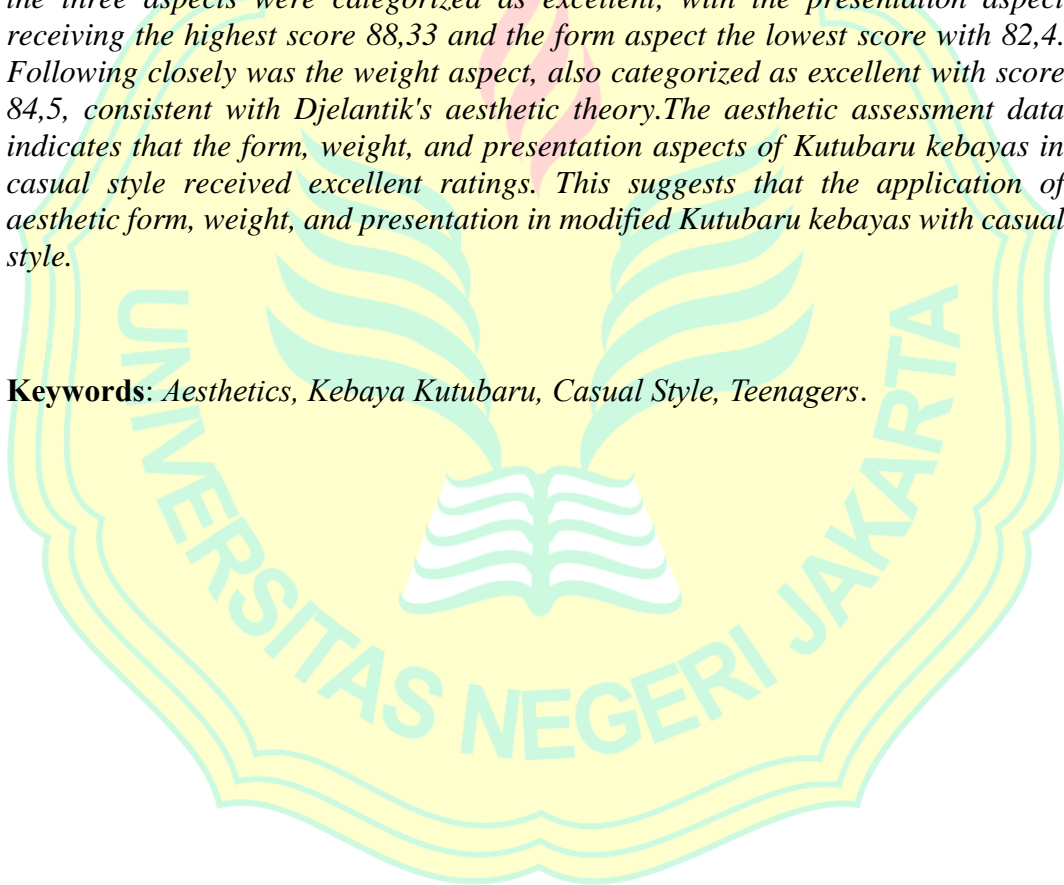 the three aspects were categorized as excellent, with the presentation aspect
receiving the highest score 88,33 and the form aspect the lowest score with 82,4.
Following closely was the weight aspect, also categorized as excellent with score
84,5, consistent with Djelantik's aesthetic theory.The aesthetic assessment data
indicates that the form, weight, and presentation aspects of Kutubaru kebayas in
casual style received excellent ratings. This suggests that the application of
aesthetic form, weight, and presentation in modified Kutubaru kebayas with casual
style.
Keywords: Aesthetics, Kebaya Kutubaru, Casual Style, Teenagers.
UNIVERSITAS NEGERI JAKARTA